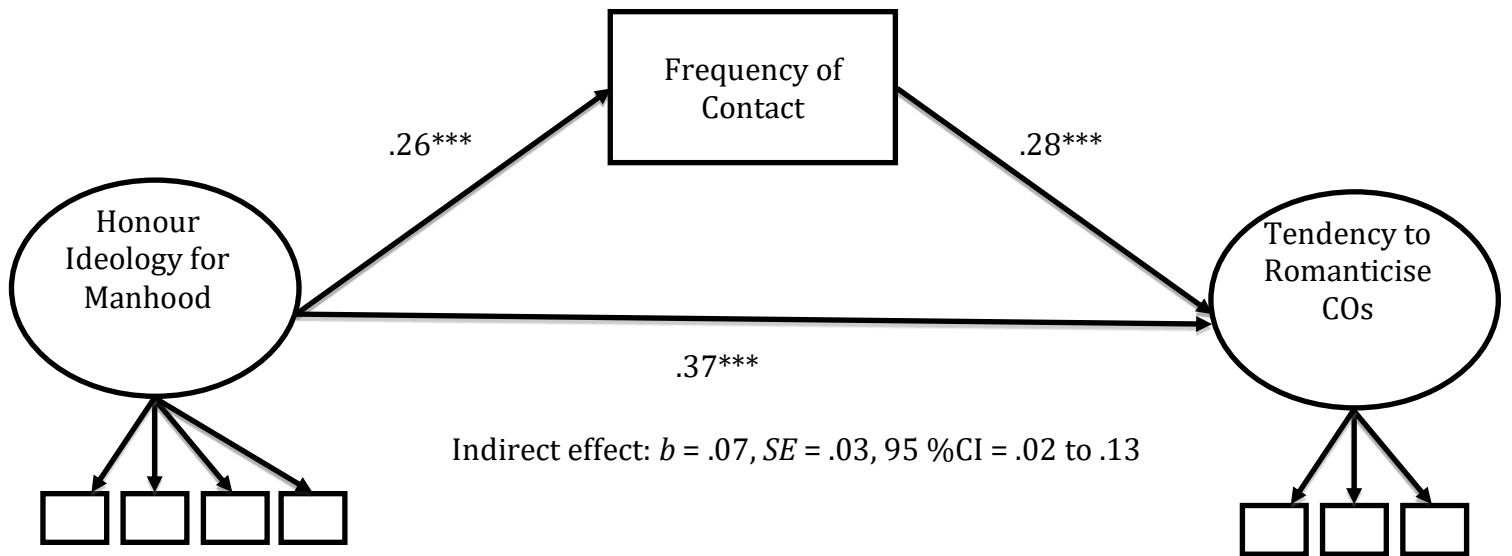 Frequency of
Contact
.26***
.28***
Honour
Ideology for
Manhood
Tendency to
Romanticise
COs
.37***
Indirect effect: b = .07, SE = .03, 95 %CI = .02 to .13